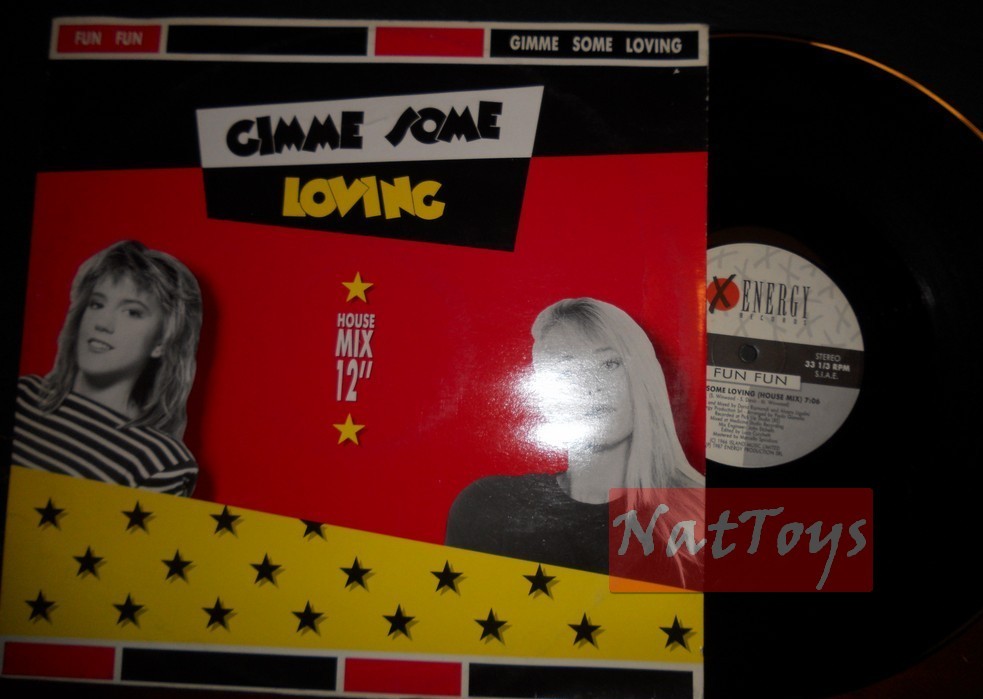 FUN FUN
GIMME SOME LOVING
GIMME SOME
LOVING
HOUSE
MIX
12"
X ENERGY
RECORDS
STEREO
33 1/3 RPM
S.I.A.E.
FUN FUN
SOME LOVING (HOUSE MIX) 7:06
NatToys